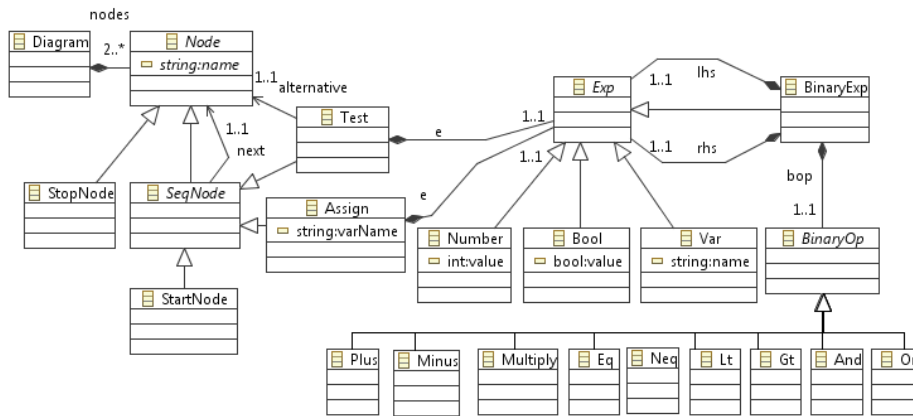 nodes
Diagram
2..*
Node
string:name
1..1
alternative
Test
e
1..1
Exp
1..1
lhs
BinaryExp
1..1
rhs
1..1
next
1..1
bop
1..1
StopNode
SeqNode
Assign
string:varName
e
Number
int:value
Bool
bool:value
Var
string:name
BinaryOp
StartNode
Plus
Minus
Multiply
Eq
Neq
Lt
Gt
And
Or